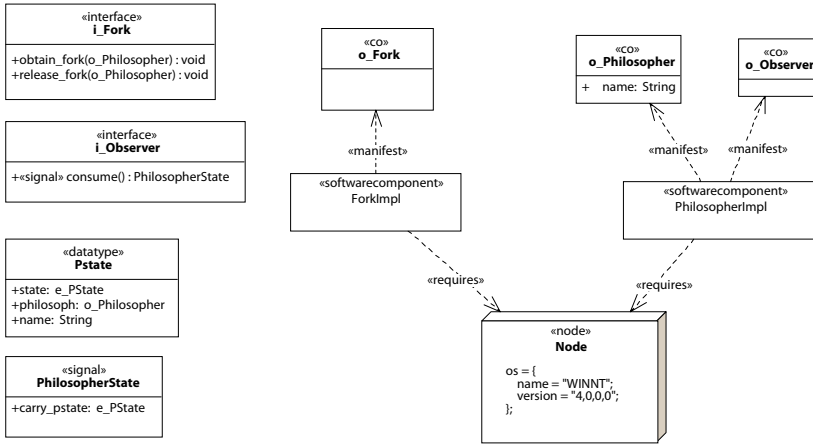 «interface»
i_Fork
+obtain_fork(o_Philosopher) : void
+release_fork(o_Philosopher) : void
«interface»
i_Observer
+«signal» consume() : PhilosopherState
«datatype»
Pstate
+state: e_PState
+philosoph: o_Philosopher
+name: String
«signal»
PhilosopherState
+carry_pstate: e_PState
«co»
o_Fork
«manifest»
«softwarecomponent»
ForkImpl
«requires»
«co»
o_Philosopher
+ name: String
«co»
o_Observer
«manifest»
«manifest»
«softwarecomponent»
PhilosopherImpl
«requires»
«node»
Node
os = {
name = "WINNT";
version = "4,0,0,0";
};